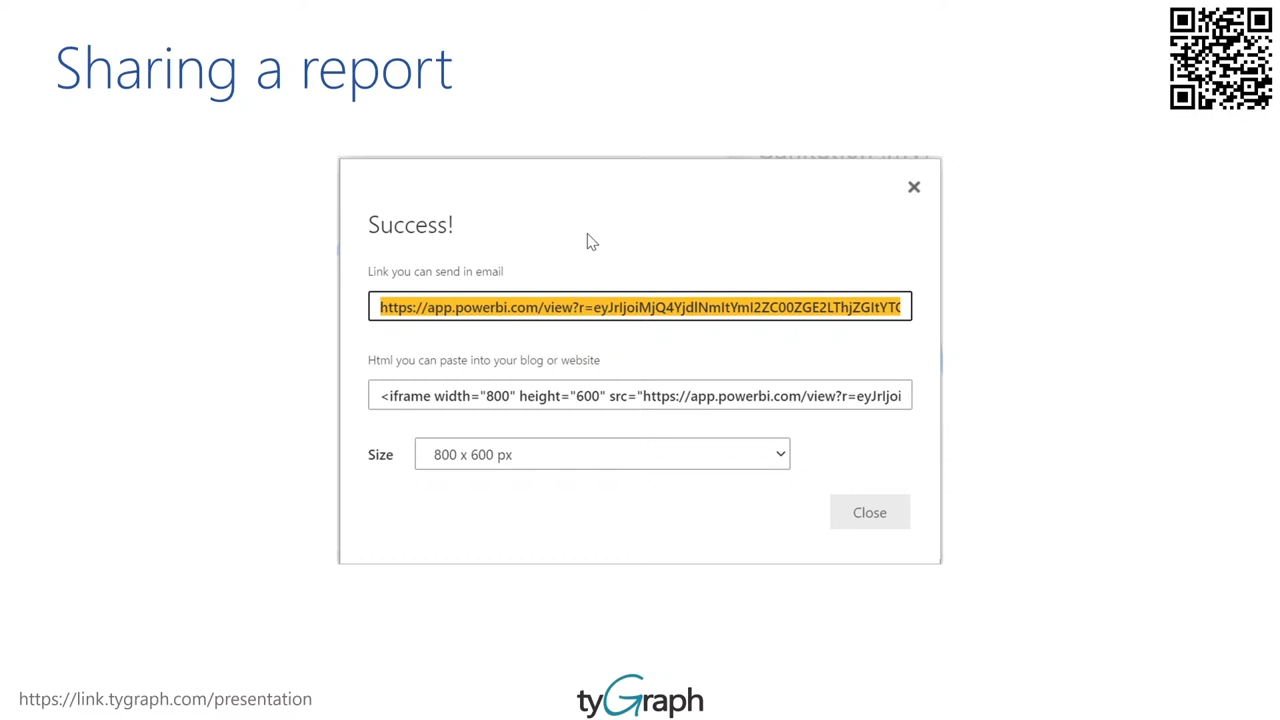 Sharing a report
Success!
Link you can send in email
https://app.powerbi.com/view?r=eyJrIjoiMjQ4YjdlNmItYmI2ZC00ZGE2LThjZGItYTC
Html you can paste into your blog or website
<iframe width="800" height="600" src="https://app.powerbi.com/view?r=eyJrIjoi
Size 800 x 600 px
Close
https://link.tygraph.com/presentation
tyGraph